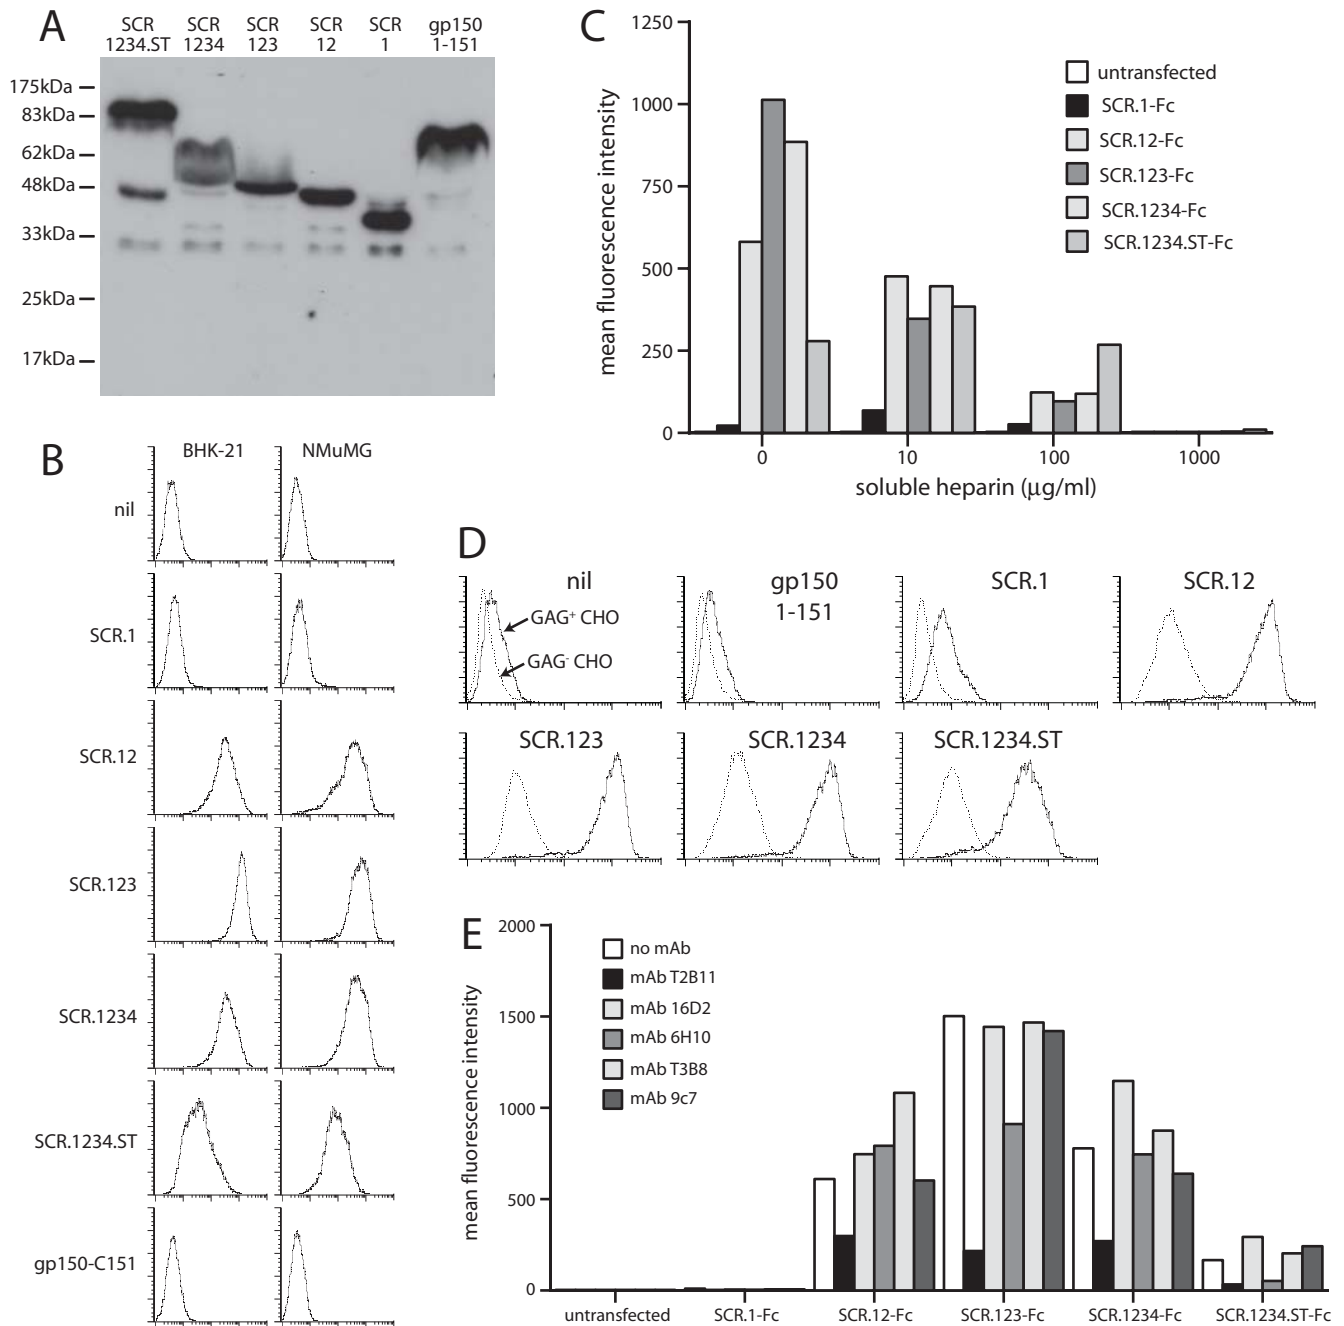 A
SCR 1234.ST
SCR 1234
SCR 123
SCR 12
SCR 1
gp150 1-151
175kDa
83kDa
62kDa
48kDa
33kDa
25kDa
17kDa
B
BHK-21
NMuMG
nil
SCR.1
SCR.12
SCR.123
SCR.1234
SCR.1234.ST
gp150-C151
C
mean fluorescence intensity
1250
1000
750
500
250
0
untransfected
SCR.1-Fc
SCR.12-Fc
SCR.123-Fc
SCR.1234-Fc
SCR.1234.ST-Fc
0
10
100
1000
soluble heparin (μg/ml)
D
nil
GAG⁺ CHO
GAG⁻ CHO
gp150
1-151
SCR.1
SCR.12
SCR.123
SCR.1234
SCR.1234.ST
E
mean fluorescence intensity
2000
1500
1000
500
0
no mAb
mAb T2B11
mAb 16D2
mAb 6H10
mAb T3B8
mAb 9c7
untransfected
SCR.1-Fc
SCR.12-Fc
SCR.123-Fc
SCR.1234-Fc
SCR.1234.ST-Fc